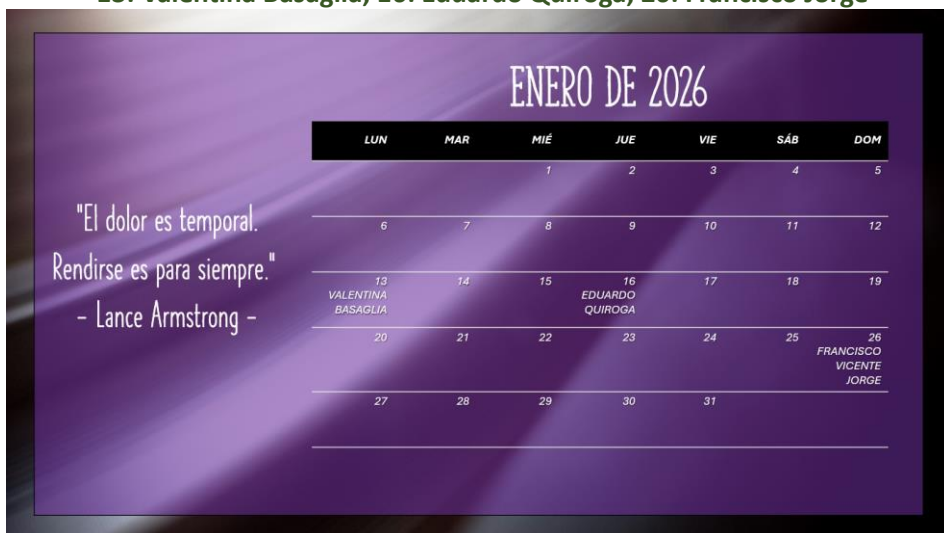 13: Valentina Basaglia, 16: Eduardo Quiroga, 26: Francisco Jorge
ENERO DE 2026
LUN MAR MIÉ JUE VIE SÁB DOM
1 2 3 4 5
"El dolor es temporal.
Rendirse es para siempre."
– Lance Armstrong –
6 7 8 9 10 11 12
13 14 15 16 17 18 19
VALENTINA EDUARDO
BASAGLIA QUIROGA
20 21 22 23 24 25 26
FRANCISCO
VICENTE
JORGE
27 28 29 30 31